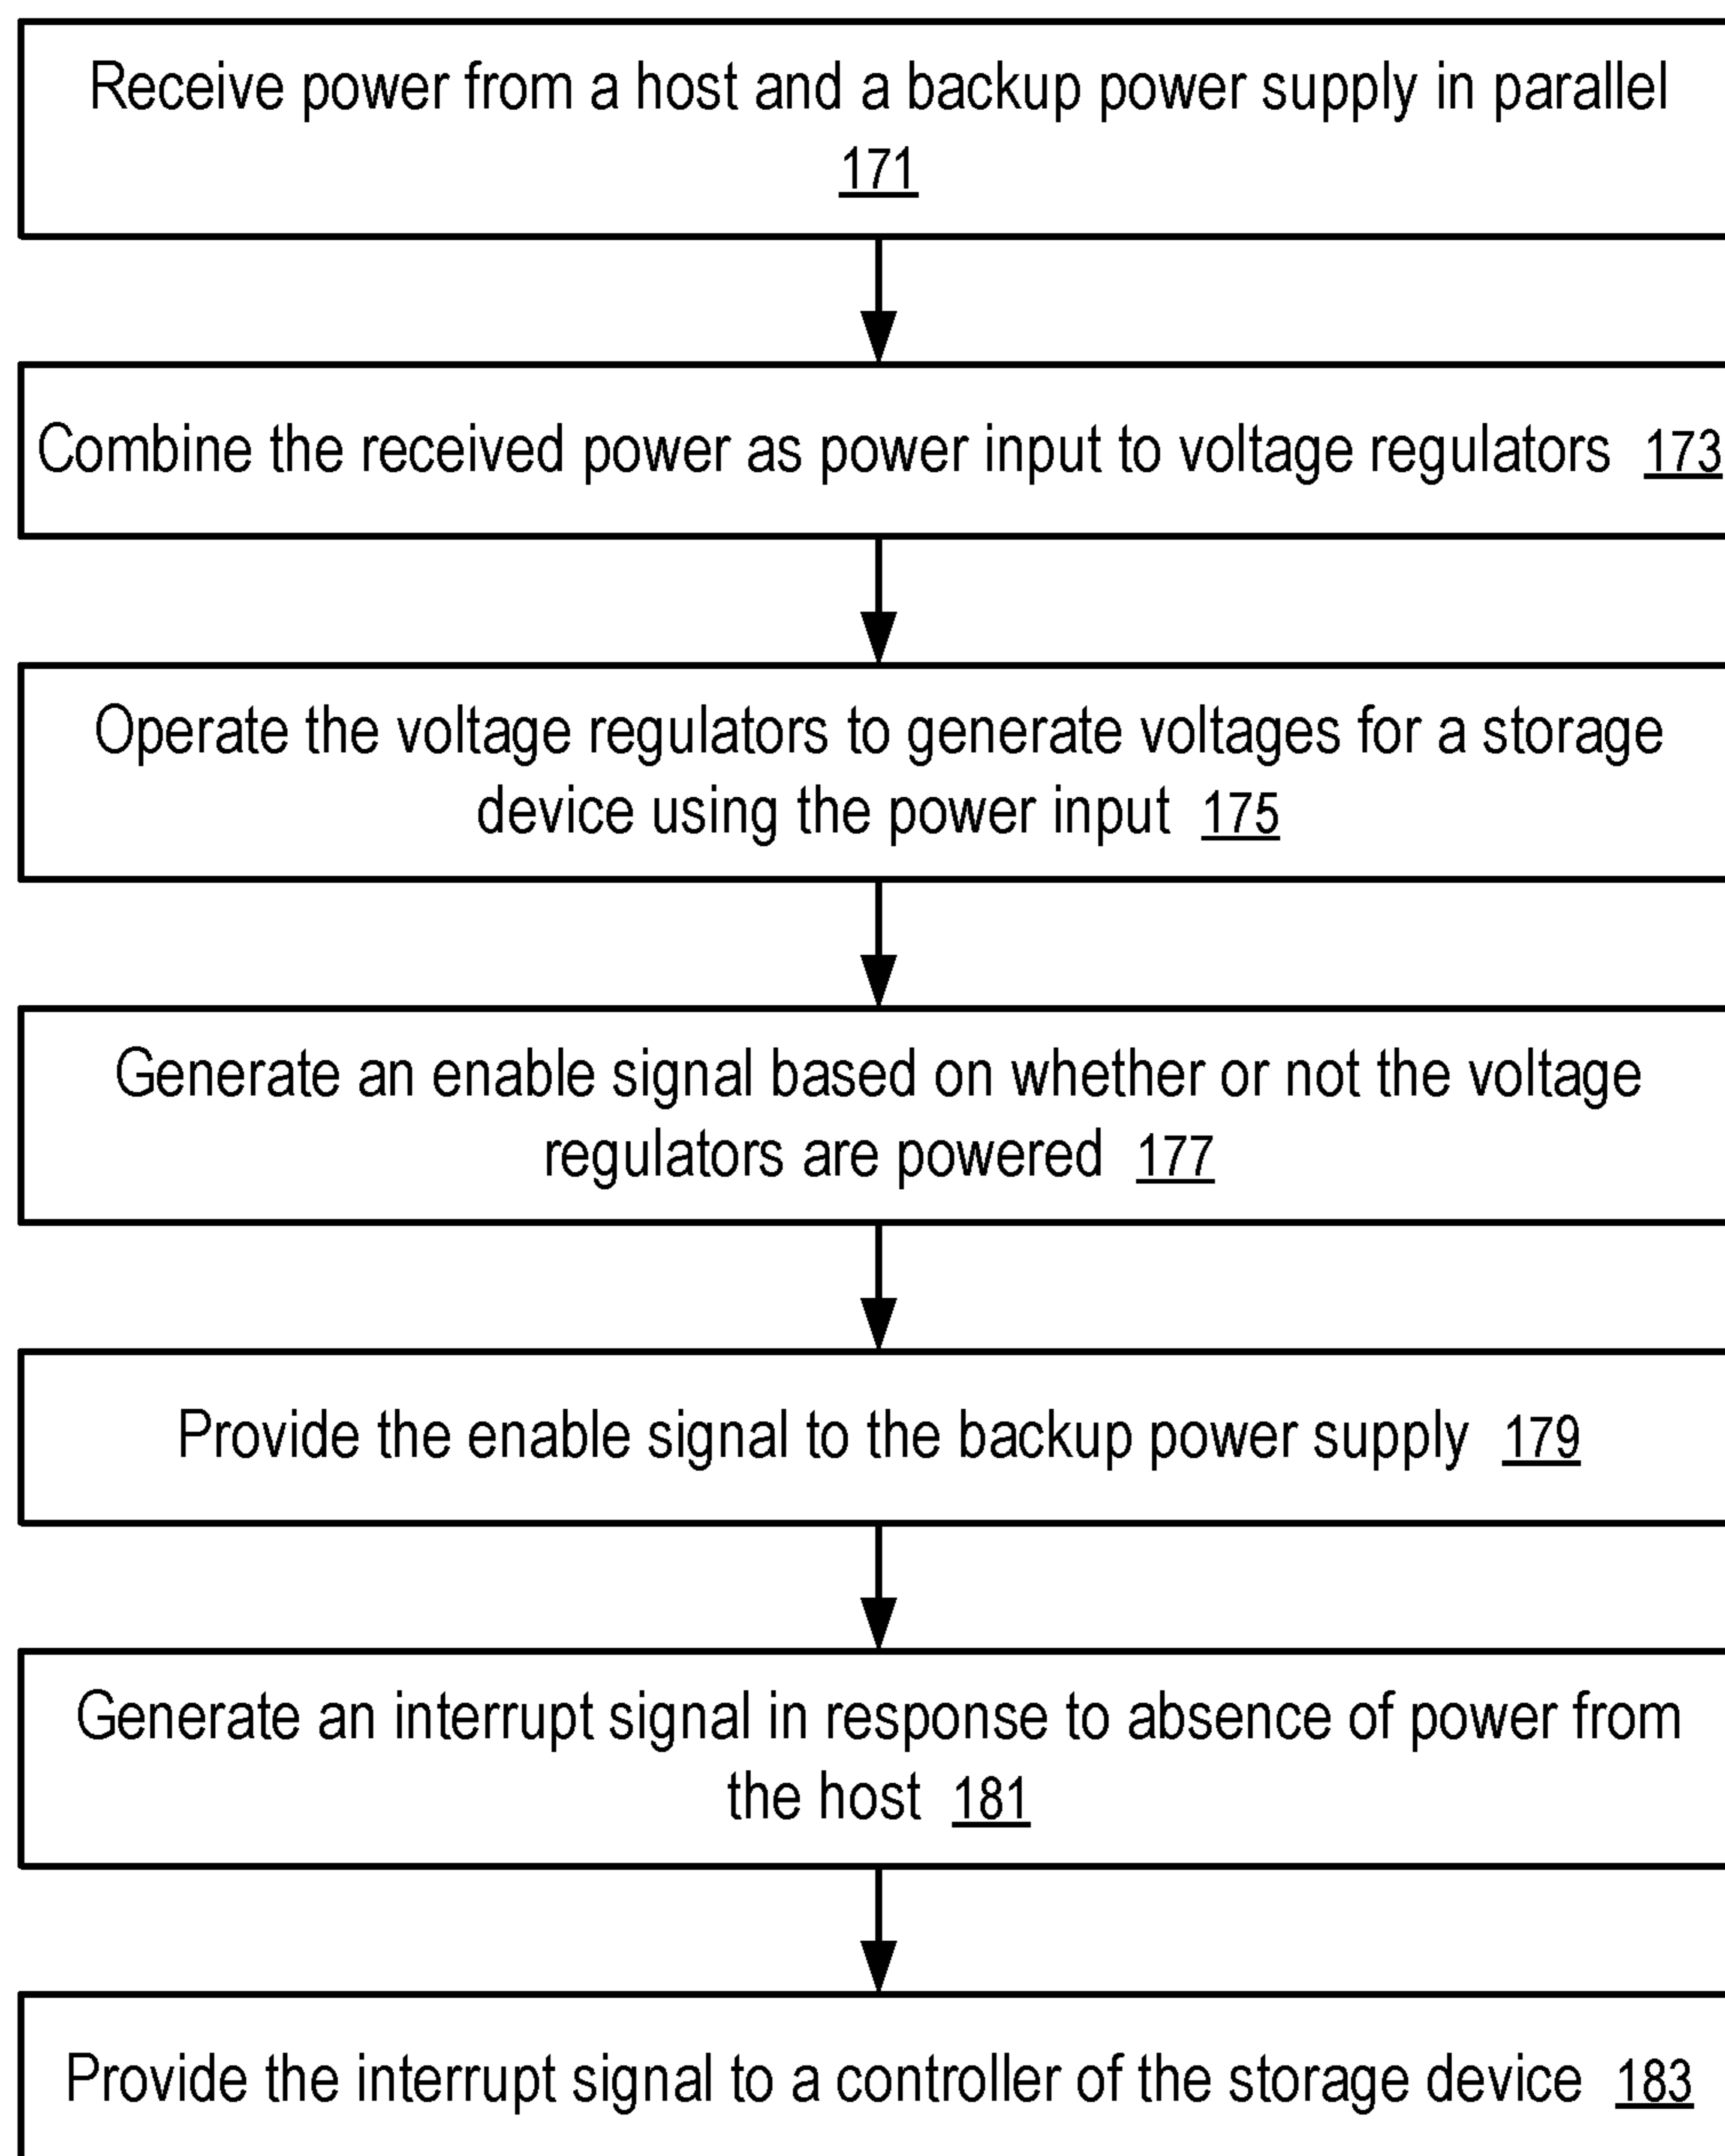 Receive power from a host and a backup power supply in parallel
171
Combine the received power as power input to voltage regulators 173
Operate the voltage regulators to generate voltages for a storage
device using the power input 175
Generate an enable signal based on whether or not the voltage
regulators are powered 177
Provide the enable signal to the backup power supply 179
Generate an interrupt signal in response to absence of power from
the host 181
Provide the interrupt signal to a controller of the storage device 183